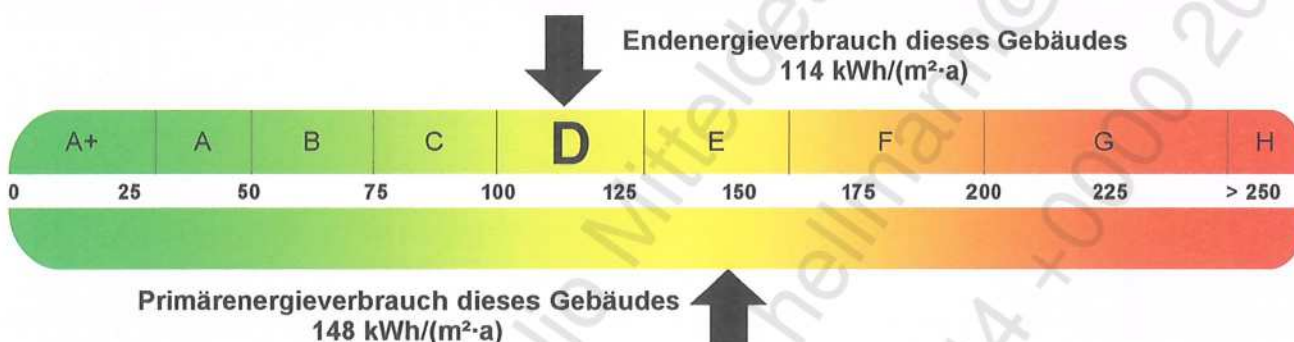 Endenergieverbrauch dieses Gebäudes
114 kWh/(m²·a)
A+ A B C D E F G H
0 25 50 75 100 125 150 175 200 225 > 250
Primärenergieverbrauch dieses Gebäudes
148 kWh/(m²·a)